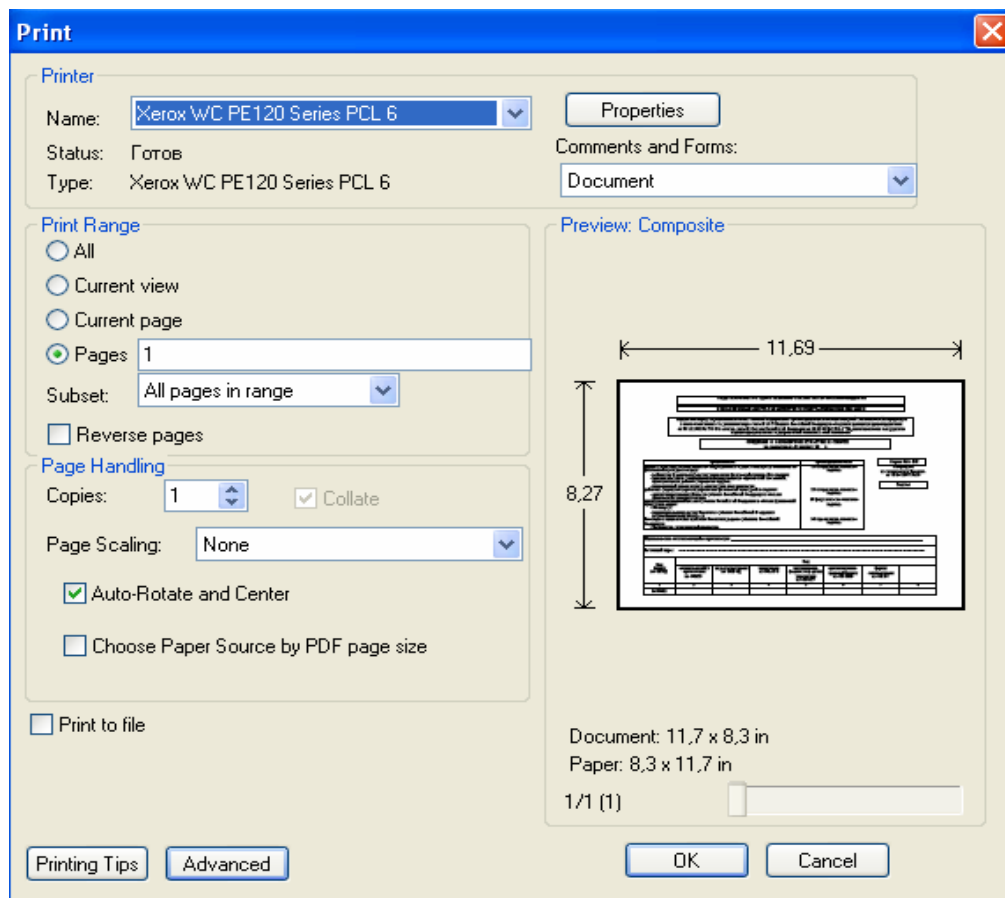 Print
Printer
Name:
Xerox WC PE120 Series PCL 6
Properties
Status:
Готов
Comments and Forms:
Type:
Xerox WC PE120 Series PCL 6
Document
Print Range
All
Current view
Current page
Pages
1
Subset:
All pages in range
Reverse pages
Page Handling
Copies:
1
Collate
Page Scaling:
None
Auto-Rotate and Center
Choose Paper Source by PDF page size
Print to file
Preview: Composite
11,69
8,27
Document: 11,7 x 8,3 in
Paper: 8,3 x 11,7 in
1/1 (1)
Printing Tips
Advanced
OK
Cancel